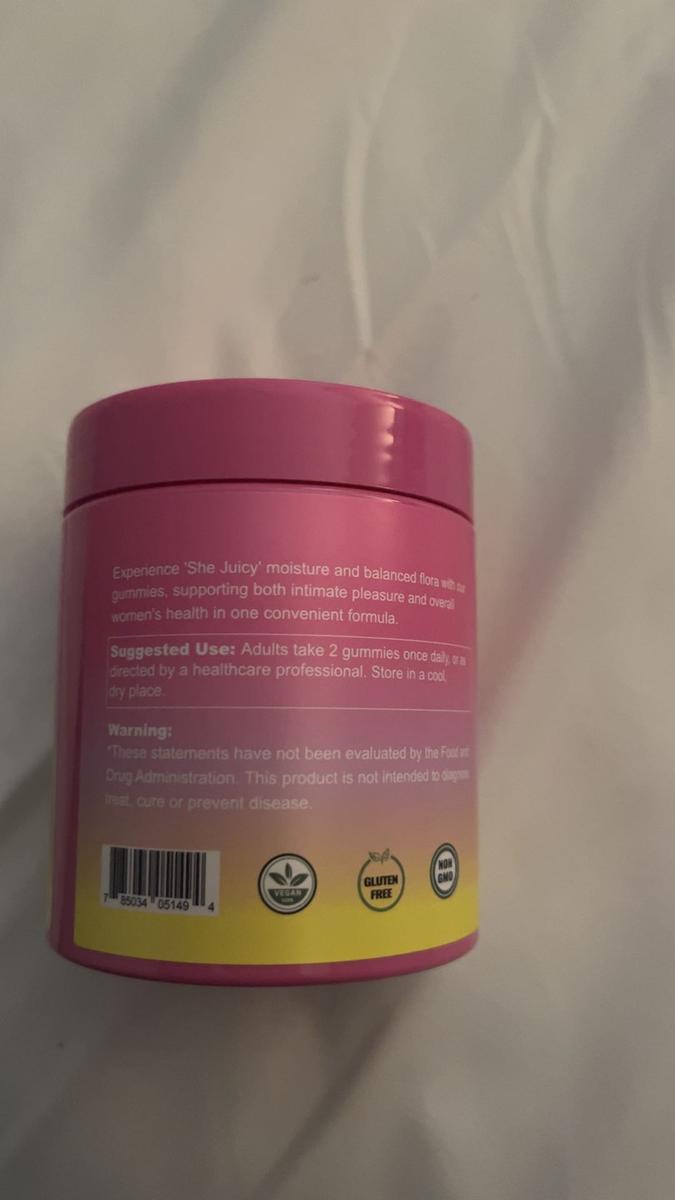 Experience 'She Juicy' moisture and balanced flora with our
gummies, supporting both intimate pleasure and overall
women's health in one convenient formula.
Suggested Use: Adults take 2 gummies once daily, or as
directed by a healthcare professional. Store in a cool,
dry place.
Warning:
*These statements have not been evaluated by the Food and
Drug Administration. This product is not intended to diagnose,
treat, cure or prevent disease.
7 85034 05149 4
VEGAN
GLUTEN
FREE
NON
GMO